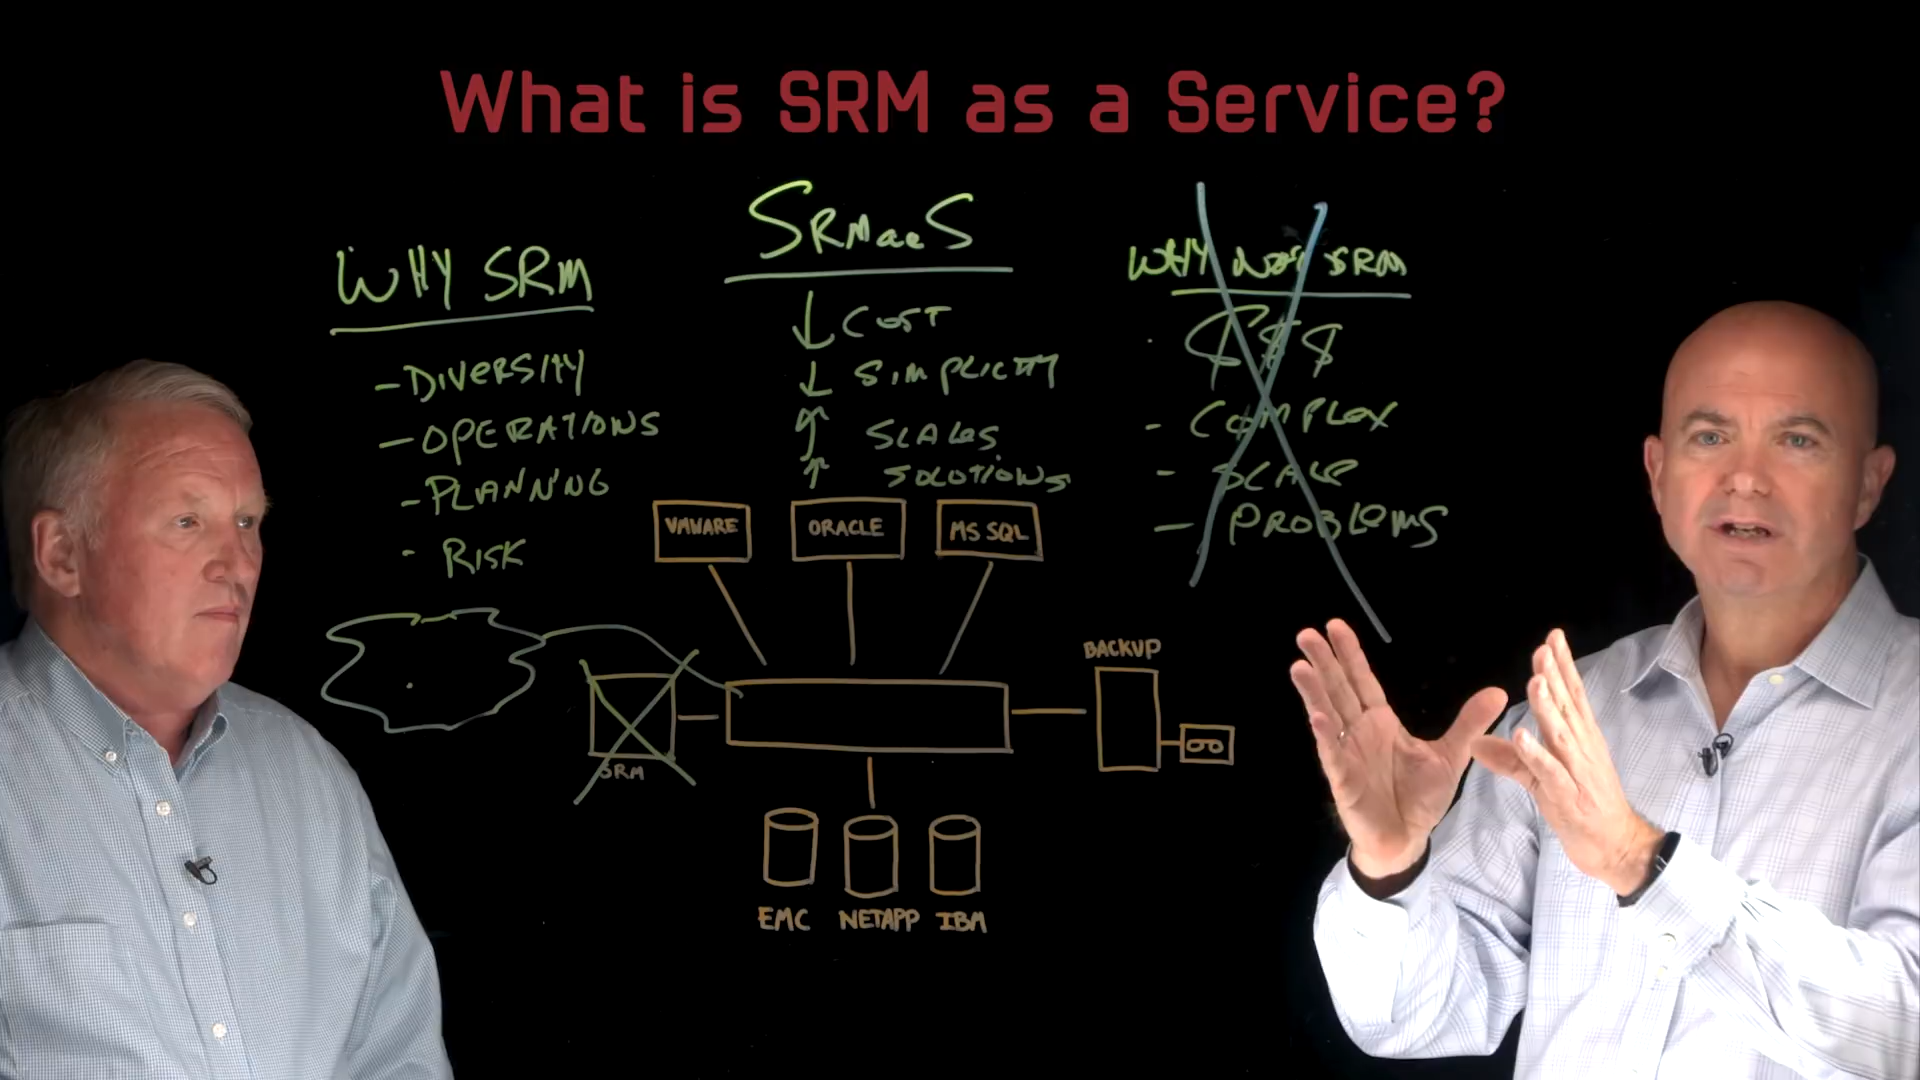 What is SRM as a Service?
WHY SRM
- DIVERSITY
- OPERATIONS
- PLANNING
- RISK
SRMaaS
↓ COST
↓ SIMPLICITY
↑ SCALES
↑ SOLUTIONS
WHY NOT SRM
- $$$
- COMPLEX
- SCALE
- PROBLEMS
VMWARE
ORACLE
MS SQL
BACKUP
SRM
EMC
NETAPP
IBM